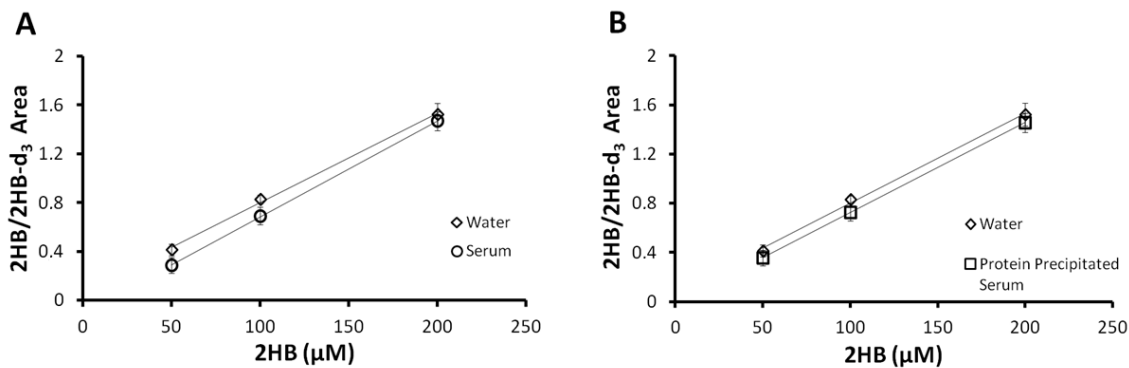 A
2HB/2HB-d₃ Area
2
1.6
1.2
0.8
0.4
0
0 50 100 150 200 250
2HB (µM)
Water
Serum
B
2HB/2HB-d₃ Area
2
1.6
1.2
0.8
0.4
0
0 50 100 150 200 250
2HB (µM)
Water
Protein Precipitated
Serum